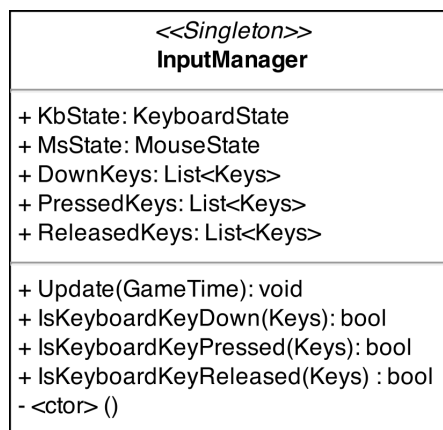 <<Singleton>>
InputManager
+ KbState: KeyboardState
+ MsState: MouseState
+ DownKeys: List<Keys>
+ PressedKeys: List<Keys>
+ ReleasedKeys: List<Keys>
+ Update(GameTime): void
+ IsKeyboardKeyDown(Keys): bool
+ IsKeyboardKeyPressed(Keys): bool
+ IsKeyboardKeyReleased(Keys) : bool
- <ctor> ()